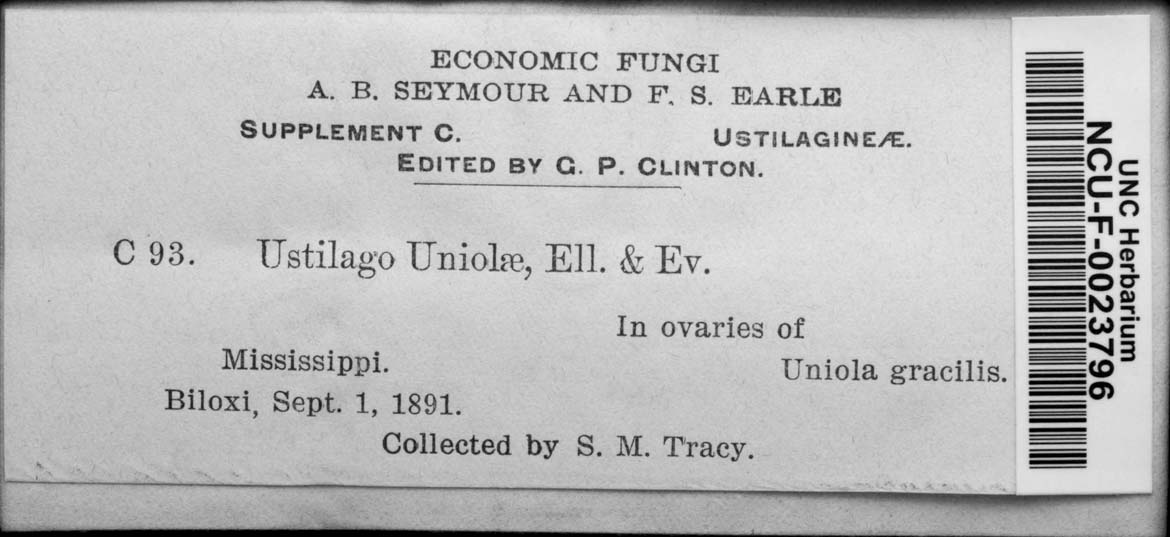 ECONOMIC FUNGI
A. B. SEYMOUR AND F. S. EARLE
SUPPLEMENT C. USTILAGINEÆ.
EDITED BY G. P. CLINTON.
C 93. Ustilago Uniolæ, Ell. & Ev.
In ovaries of
Mississippi. Uniola gracilis.
Biloxi, Sept. 1, 1891.
Collected by S. M. Tracy.
UNC Herbarium
NCU-F-0023796